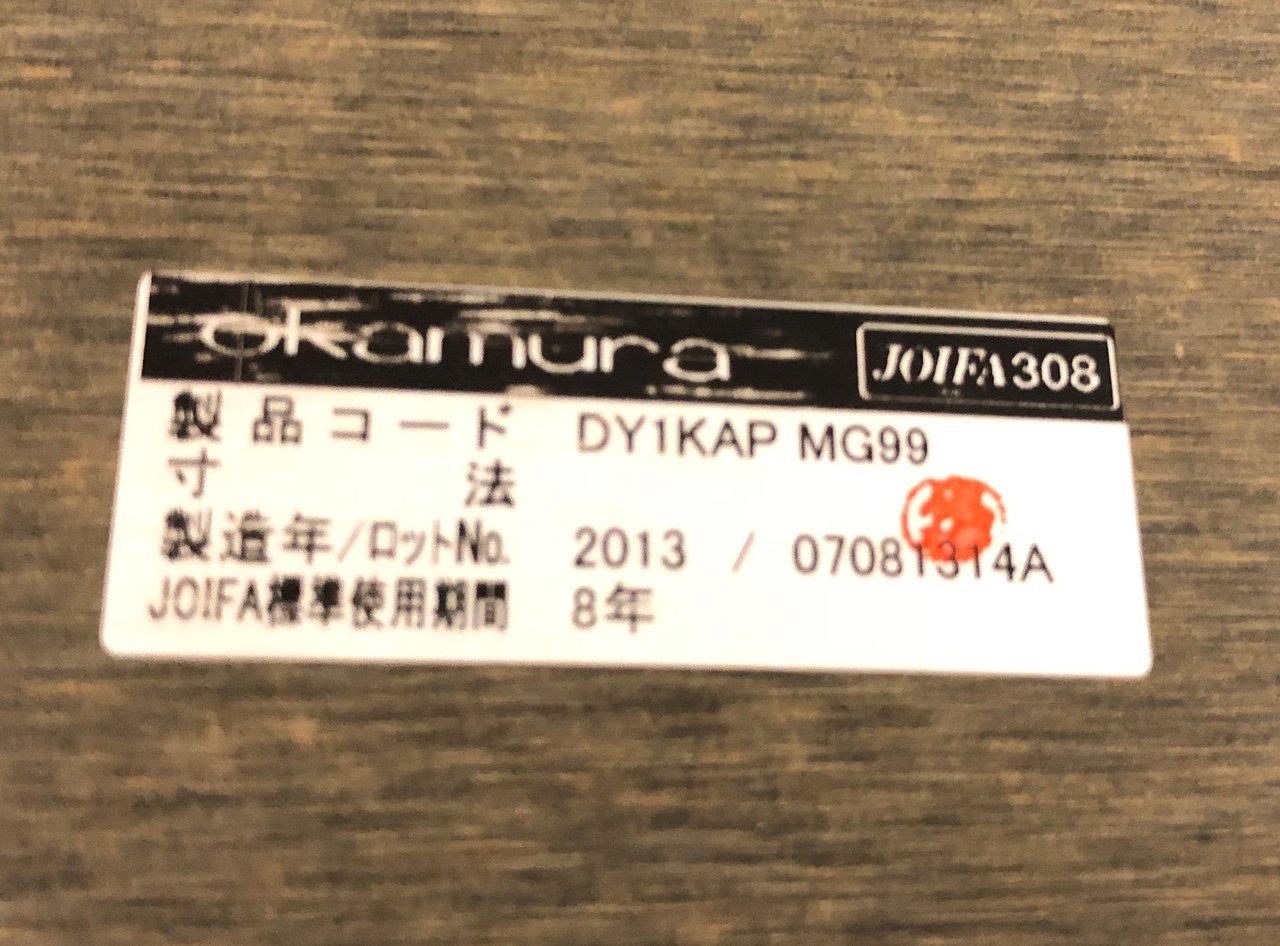 okamura JOIFA308
製品コード DY1KAP MG99
寸法
製造年/ロットNo. 2013 / 07081314A
JOIFA標準使用期間 8年